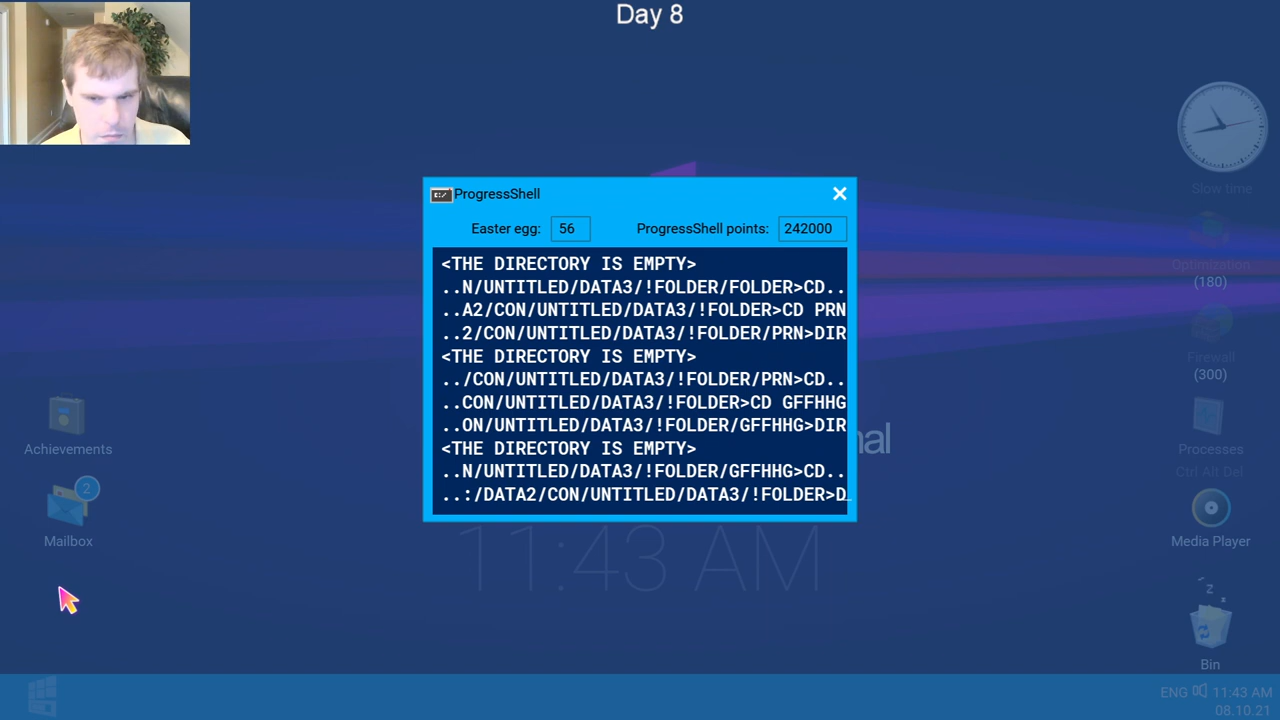 Day 8
ProgressShell
Easter egg: 56 ProgressShell points: 242000
<THE DIRECTORY IS EMPTY>
..N/UNTITLED/DATA3/!FOLDER/FOLDER>CD..
..A2/CON/UNTITLED/DATA3/!FOLDER>CD PRN
..2/CON/UNTITLED/DATA3/!FOLDER/PRN>DIR
<THE DIRECTORY IS EMPTY>
../CON/UNTITLED/DATA3/!FOLDER/PRN>CD..
..CON/UNTITLED/DATA3/!FOLDER>CD GFFHHG
..ON/UNTITLED/DATA3/!FOLDER/GFFHHG>DIR
<THE DIRECTORY IS EMPTY>
..N/UNTITLED/DATA3/!FOLDER/GFFHHG>CD..
..:/DATA2/CON/UNTITLED/DATA3/!FOLDER>D_
nal
11:43 AM
Achievements
2
Mailbox
Slow time
Optimization
(180)
Firewall
(300)
Processes
Ctrl Alt Del
Media Player
z
z
Bin
ENG 11:43 AM
08.10.21